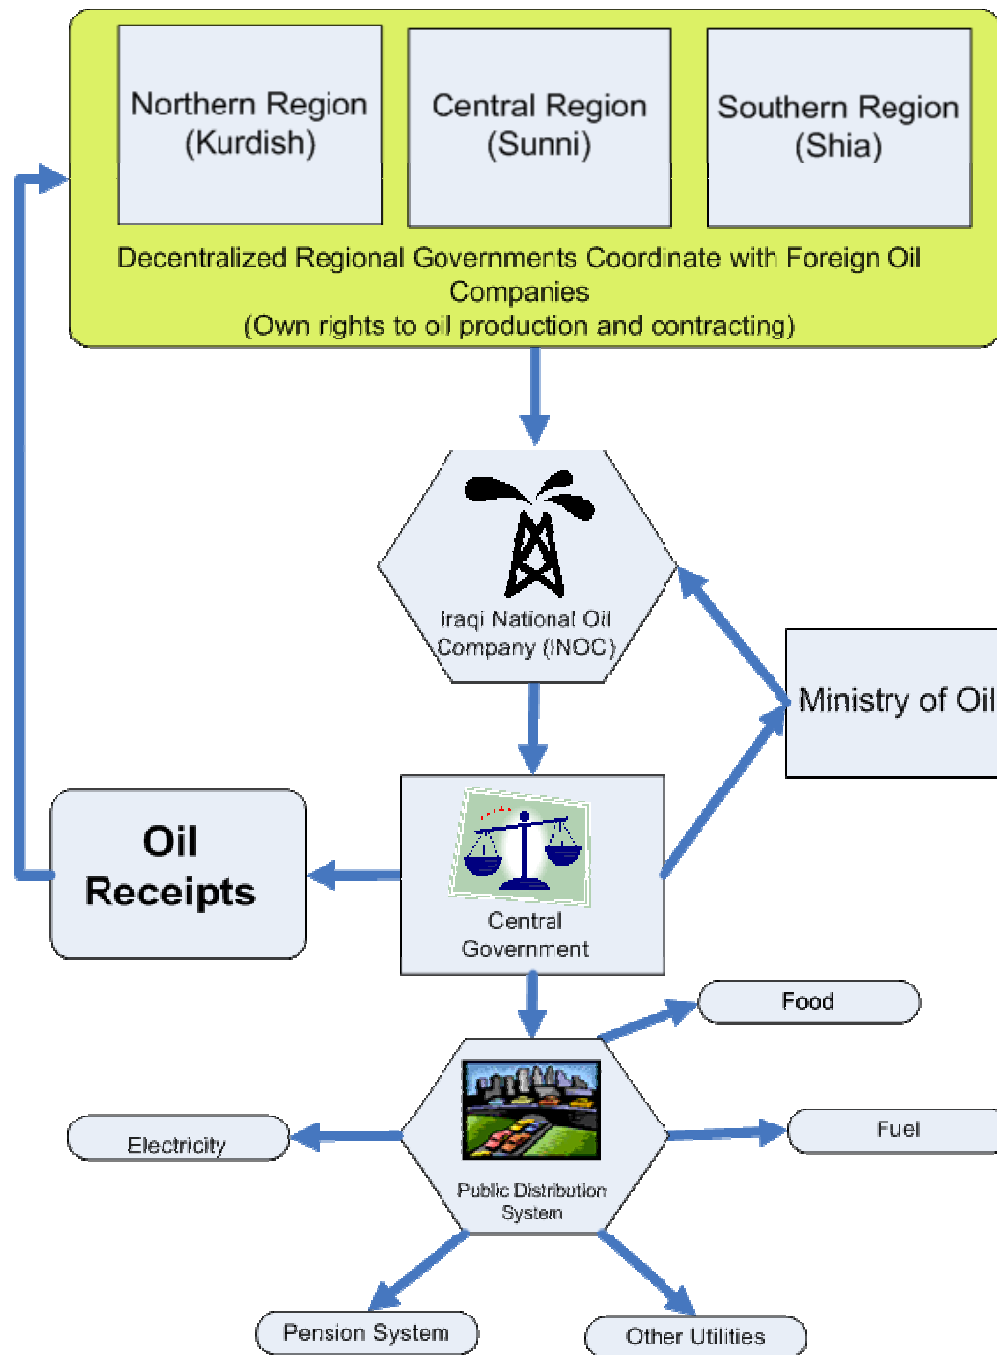 Northern Region
(Kurdish)
Central Region
(Sunni)
Southern Region
(Shia)
Decentralized Regional Governments Coordinate with Foreign Oil
Companies
(Own rights to oil production and contracting)
Iraqi National Oil
Company (INOC)
Ministry of Oil
Oil
Receipts
Central
Government
Food
Electricity
Fuel
Public Distribution
System
Pension System
Other Utilities